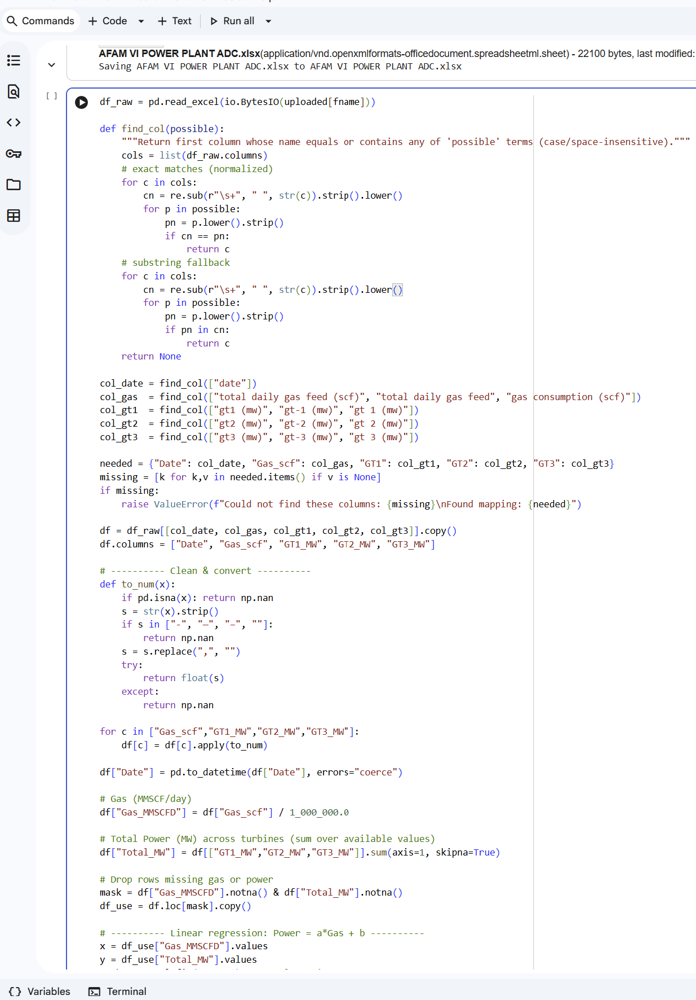 Commands + Code + Text Run all
AFAM VI POWER PLANT ADC.xlsx(application/vnd.openxmlformats-officedocument.spreadsheetml.sheet) - 22100 bytes, last modified:
Saving AFAM VI POWER PLANT ADC.xlsx to AFAM VI POWER PLANT ADC.xlsx
[ ]
df_raw = pd.read_excel(io.BytesIO(uploaded[fname]))
def find_col(possible):
    """Return first column whose name equals or contains any of 'possible' terms (case/space-insensitive)."""
    cols = list(df_raw.columns)
    # exact matches (normalized)
    for c in cols:
        cn = re.sub(r"\s+", " ", str(c)).strip().lower()
        for p in possible:
            pn = p.lower().strip()
            if cn == pn:
                return c
    # substring fallback
    for c in cols:
        cn = re.sub(r"\s+", " ", str(c)).strip().lower()
        for p in possible:
            pn = p.lower().strip()
            if pn in cn:
                return c
    return None
col_date = find_col(["date"])
col_gas  = find_col(["total daily gas feed (scf)", "total daily gas feed", "gas consumption (scf)"])
col_gt1  = find_col(["gt1 (mw)", "gt-1 (mw)", "gt 1 (mw)"])
col_gt2  = find_col(["gt2 (mw)", "gt-2 (mw)", "gt 2 (mw)"])
col_gt3  = find_col(["gt3 (mw)", "gt-3 (mw)", "gt 3 (mw)"])
needed = {"Date": col_date, "Gas_scf": col_gas, "GT1": col_gt1, "GT2": col_gt2, "GT3": col_gt3}
missing = [k for k,v in needed.items() if v is None]
if missing:
    raise ValueError(f"Could not find these columns: {missing}\nFound mapping: {needed}")
df = df_raw[[col_date, col_gas, col_gt1, col_gt2, col_gt3]].copy()
df.columns = ["Date", "Gas_scf", "GT1_MW", "GT2_MW", "GT3_MW"]
# ---------- Clean & convert ----------
def to_num(x):
    if pd.isna(x): return np.nan
    s = str(x).strip()
    if s in ["-", "—", "–", ""]:
        return np.nan
    s = s.replace(",", "")
    try:
        return float(s)
    except:
        return np.nan
for c in ["Gas_scf","GT1_MW","GT2_MW","GT3_MW"]:
    df[c] = df[c].apply(to_num)
df["Date"] = pd.to_datetime(df["Date"], errors="coerce")
# Gas (MMSCF/day)
df["Gas_MMSCFD"] = df["Gas_scf"] / 1_000_000.0
# Total Power (MW) across turbines (sum over available values)
df["Total_MW"] = df[["GT1_MW","GT2_MW","GT3_MW"]].sum(axis=1, skipna=True)
# Drop rows missing gas or power
mask = df["Gas_MMSCFD"].notna() & df["Total_MW"].notna()
df_use = df.loc[mask].copy()
# ---------- Linear regression: Power = a*Gas + b ----------
x = df_use["Gas_MMSCFD"].values
y = df_use["Total_MW"].values
Variables Terminal